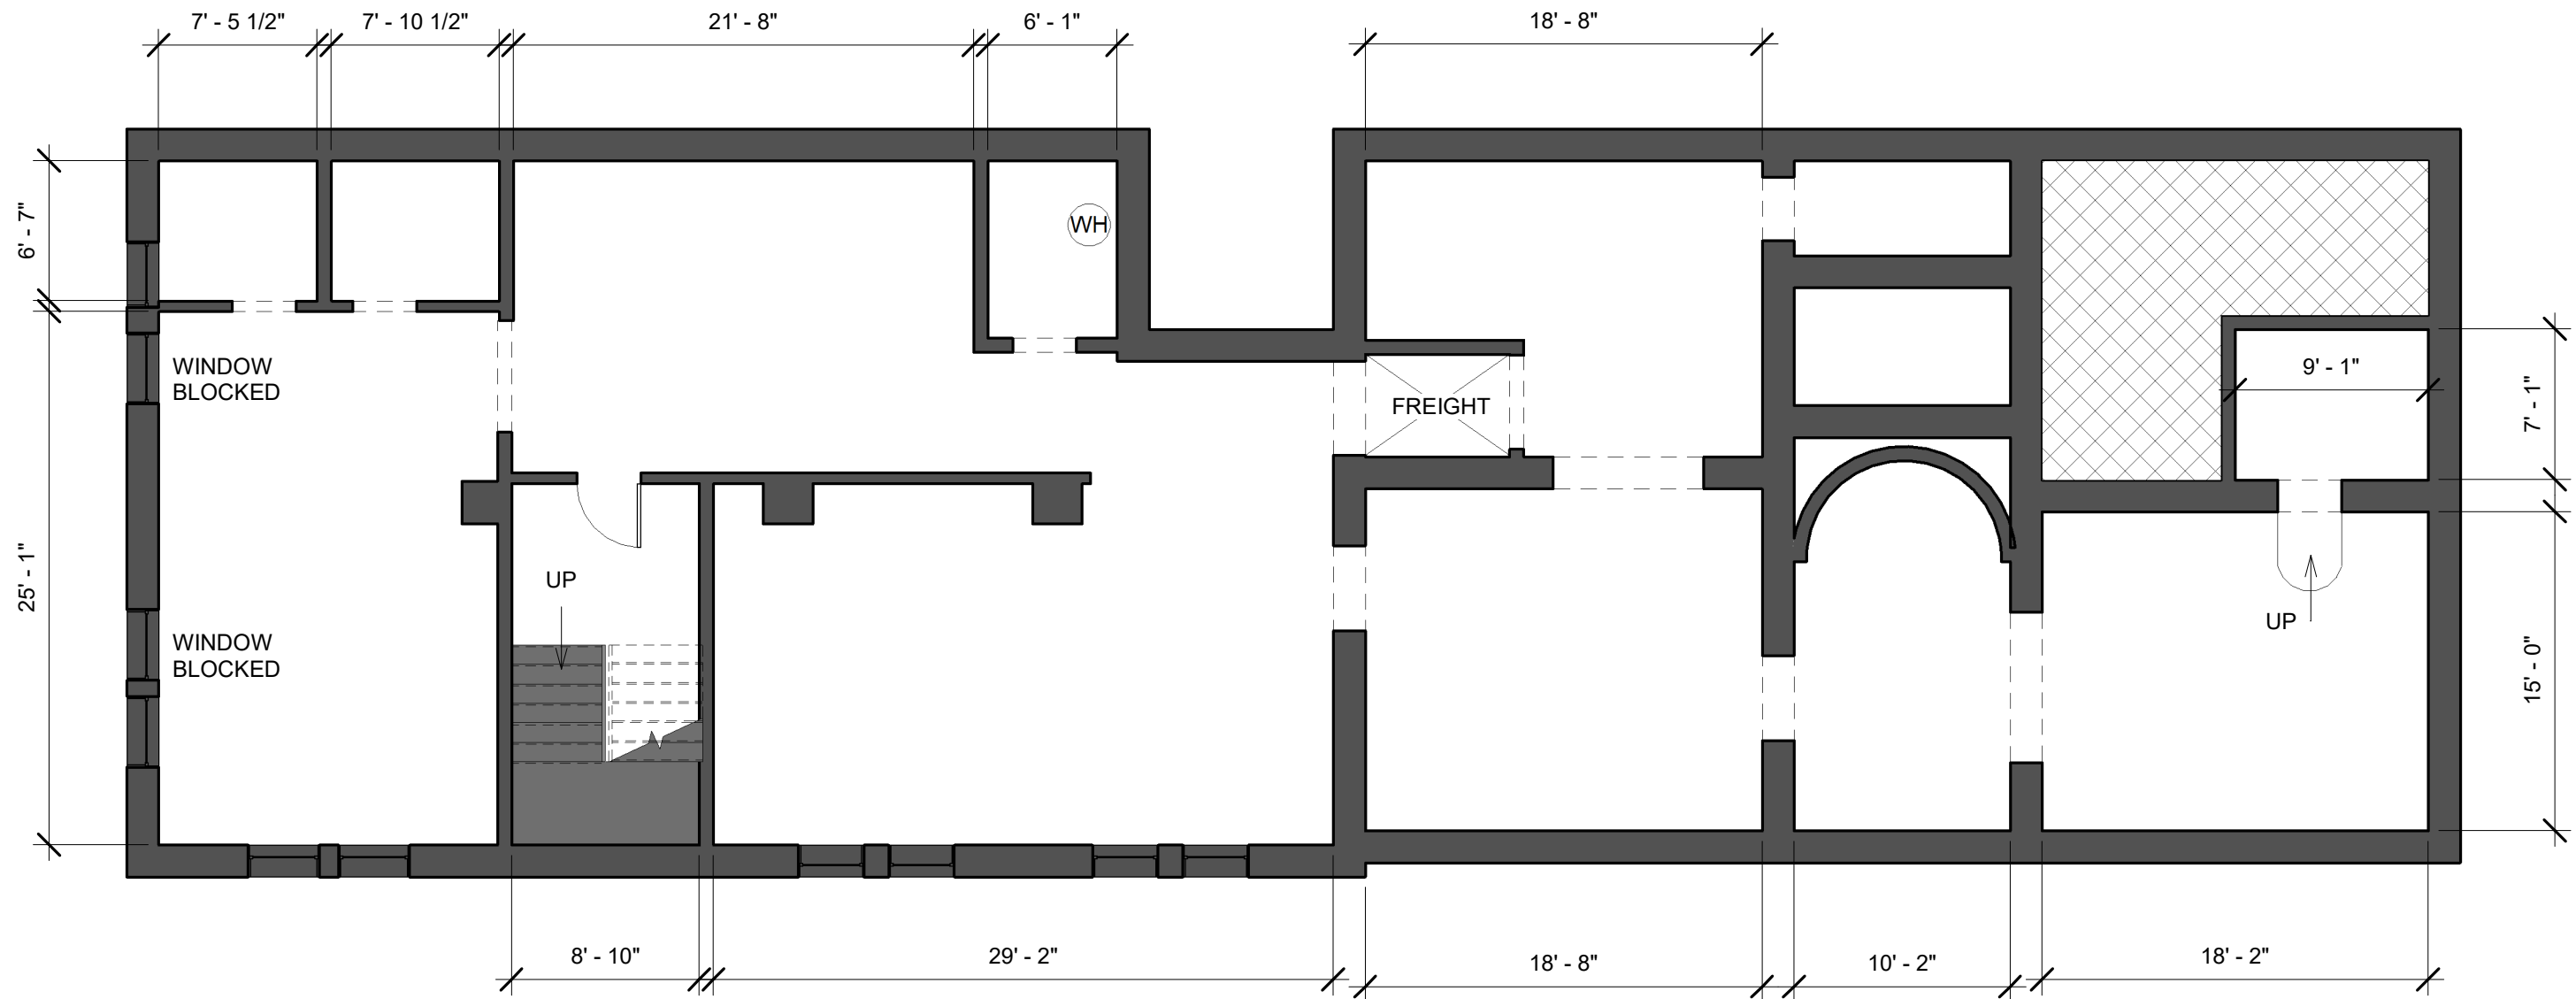 7' - 5 1/2"
7' - 10 1/2"
21' - 8"
6' - 1"
18' - 8"
6' - 7"
WH
WINDOW
BLOCKED
FREIGHT
9' - 1"
7' - 1"
25' - 1"
UP
UP
WINDOW
BLOCKED
15' - 0"
8' - 10"
29' - 2"
18' - 8"
10' - 2"
18' - 2"